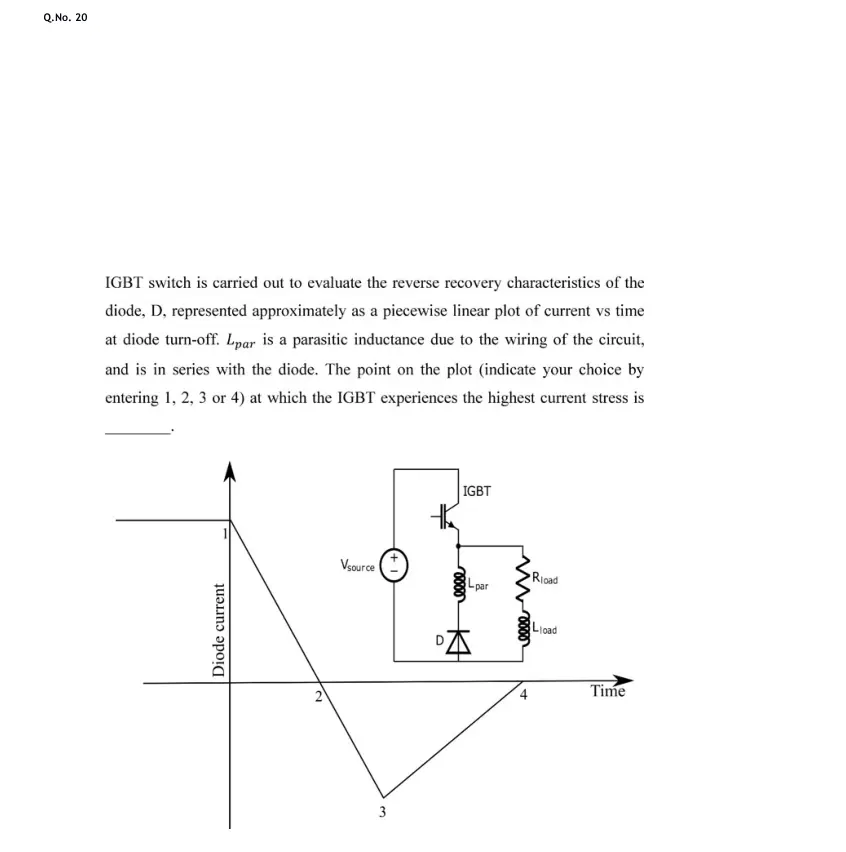 Q.No. 20
IGBT switch is carried out to evaluate the reverse recovery characteristics of the
diode, D, represented approximately as a piecewise linear plot of current vs time
at diode turn-off. Lpar is a parasitic inductance due to the wiring of the circuit,
and is in series with the diode. The point on the plot (indicate your choice by
entering 1, 2, 3 or 4) at which the IGBT experiences the highest current stress is
________.
IGBT
1
Vsource
+
−
Lpar
Rload
Lload
D
Diode current
2
4
Time
3